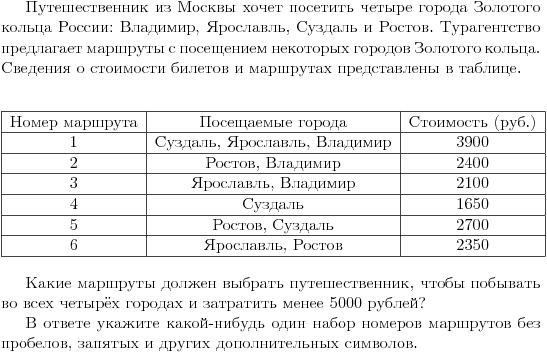 Путешественник из Москвы хочет посетить четыре города Золотого
кольца России: Владимир, Ярославль, Суздаль и Ростов. Турагентство
предлагает маршруты с посещением некоторых городов Золотого кольца.
Сведения о стоимости билетов и маршрутах представлены в таблице.
Номер маршрута Посещаемые города Стоимость (руб.)
1 Суздаль, Ярославль, Владимир 3900
2 Ростов, Владимир 2400
3 Ярославль, Владимир 2100
4 Суздаль 1650
5 Ростов, Суздаль 2700
6 Ярославль, Ростов 2350
Какие маршруты должен выбрать путешественник, чтобы побывать
во всех четырёх городах и затратить менее 5000 рублей?
В ответе укажите какой-нибудь один набор номеров маршрутов без
пробелов, запятых и других дополнительных символов.